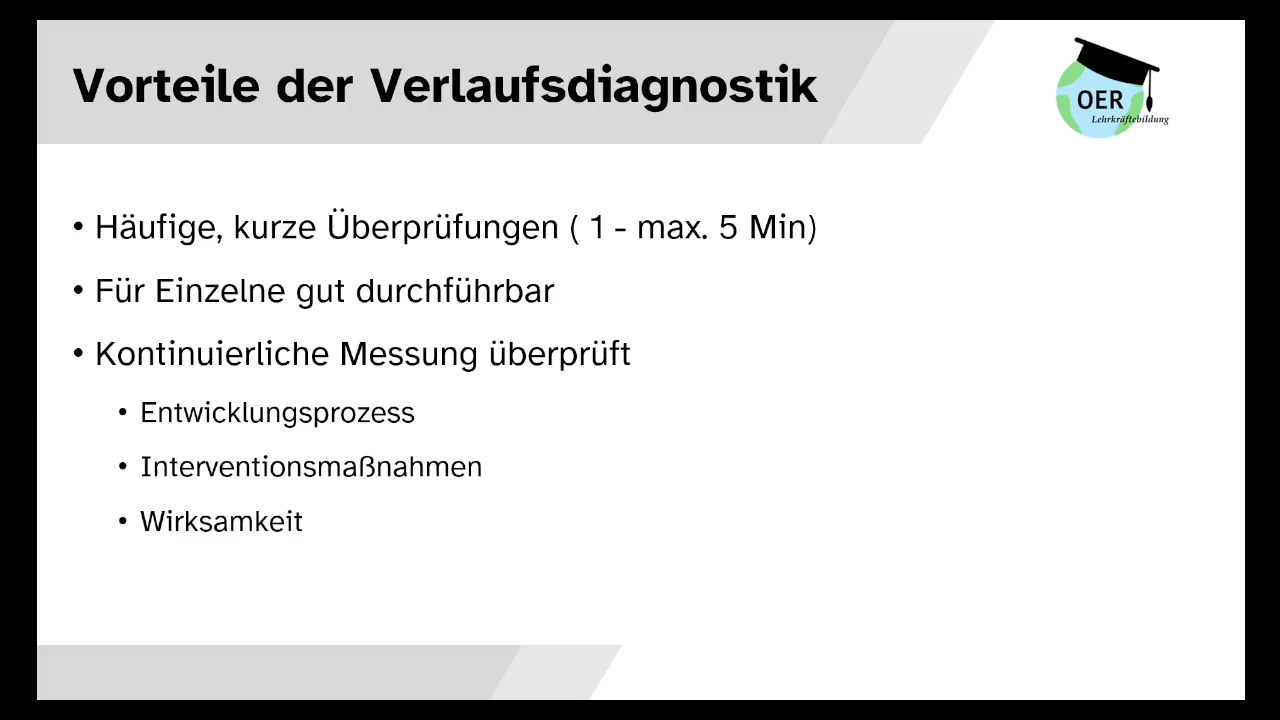 Vorteile der Verlaufsdiagnostik
OER
Lehrkräftebildung
• Häufige, kurze Überprüfungen ( 1 - max. 5 Min)
• Für Einzelne gut durchführbar
• Kontinuierliche Messung überprüft
• Entwicklungsprozess
• Interventionsmaßnahmen
• Wirksamkeit